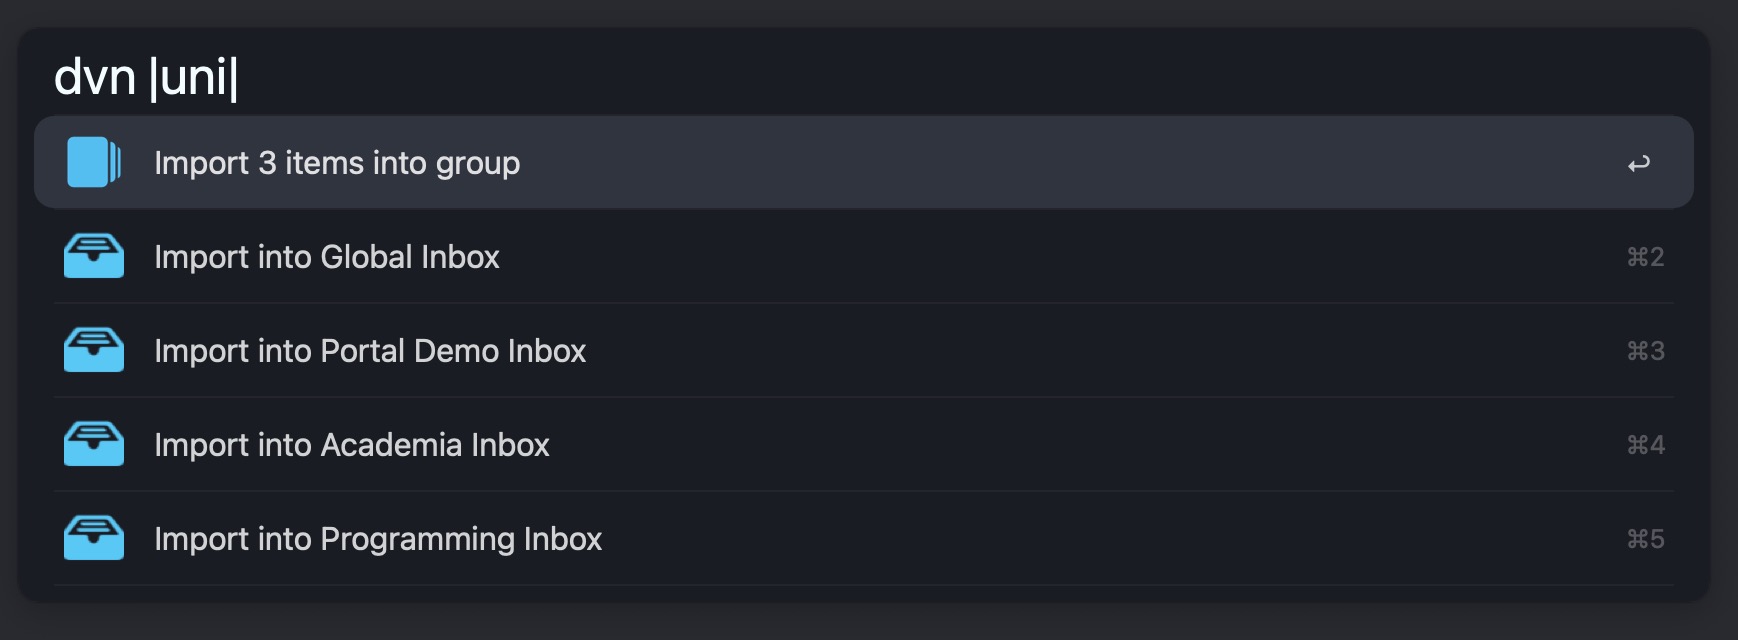 dvn |uni|
Import 3 items into group ↩
Import into Global Inbox ⌘2
Import into Portal Demo Inbox ⌘3
Import into Academia Inbox ⌘4
Import into Programming Inbox ⌘5